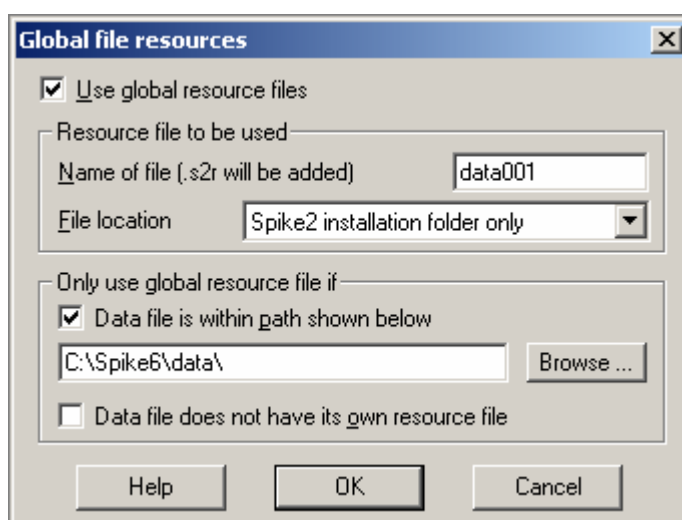 Global file resources
Use global resource files
Resource file to be used
Name of file (.s2r will be added) data001
File location Spike2 installation folder only
Only use global resource file if
Data file is within path shown below
C:\Spike6\data\ Browse ...
Data file does not have its own resource file
Help OK Cancel